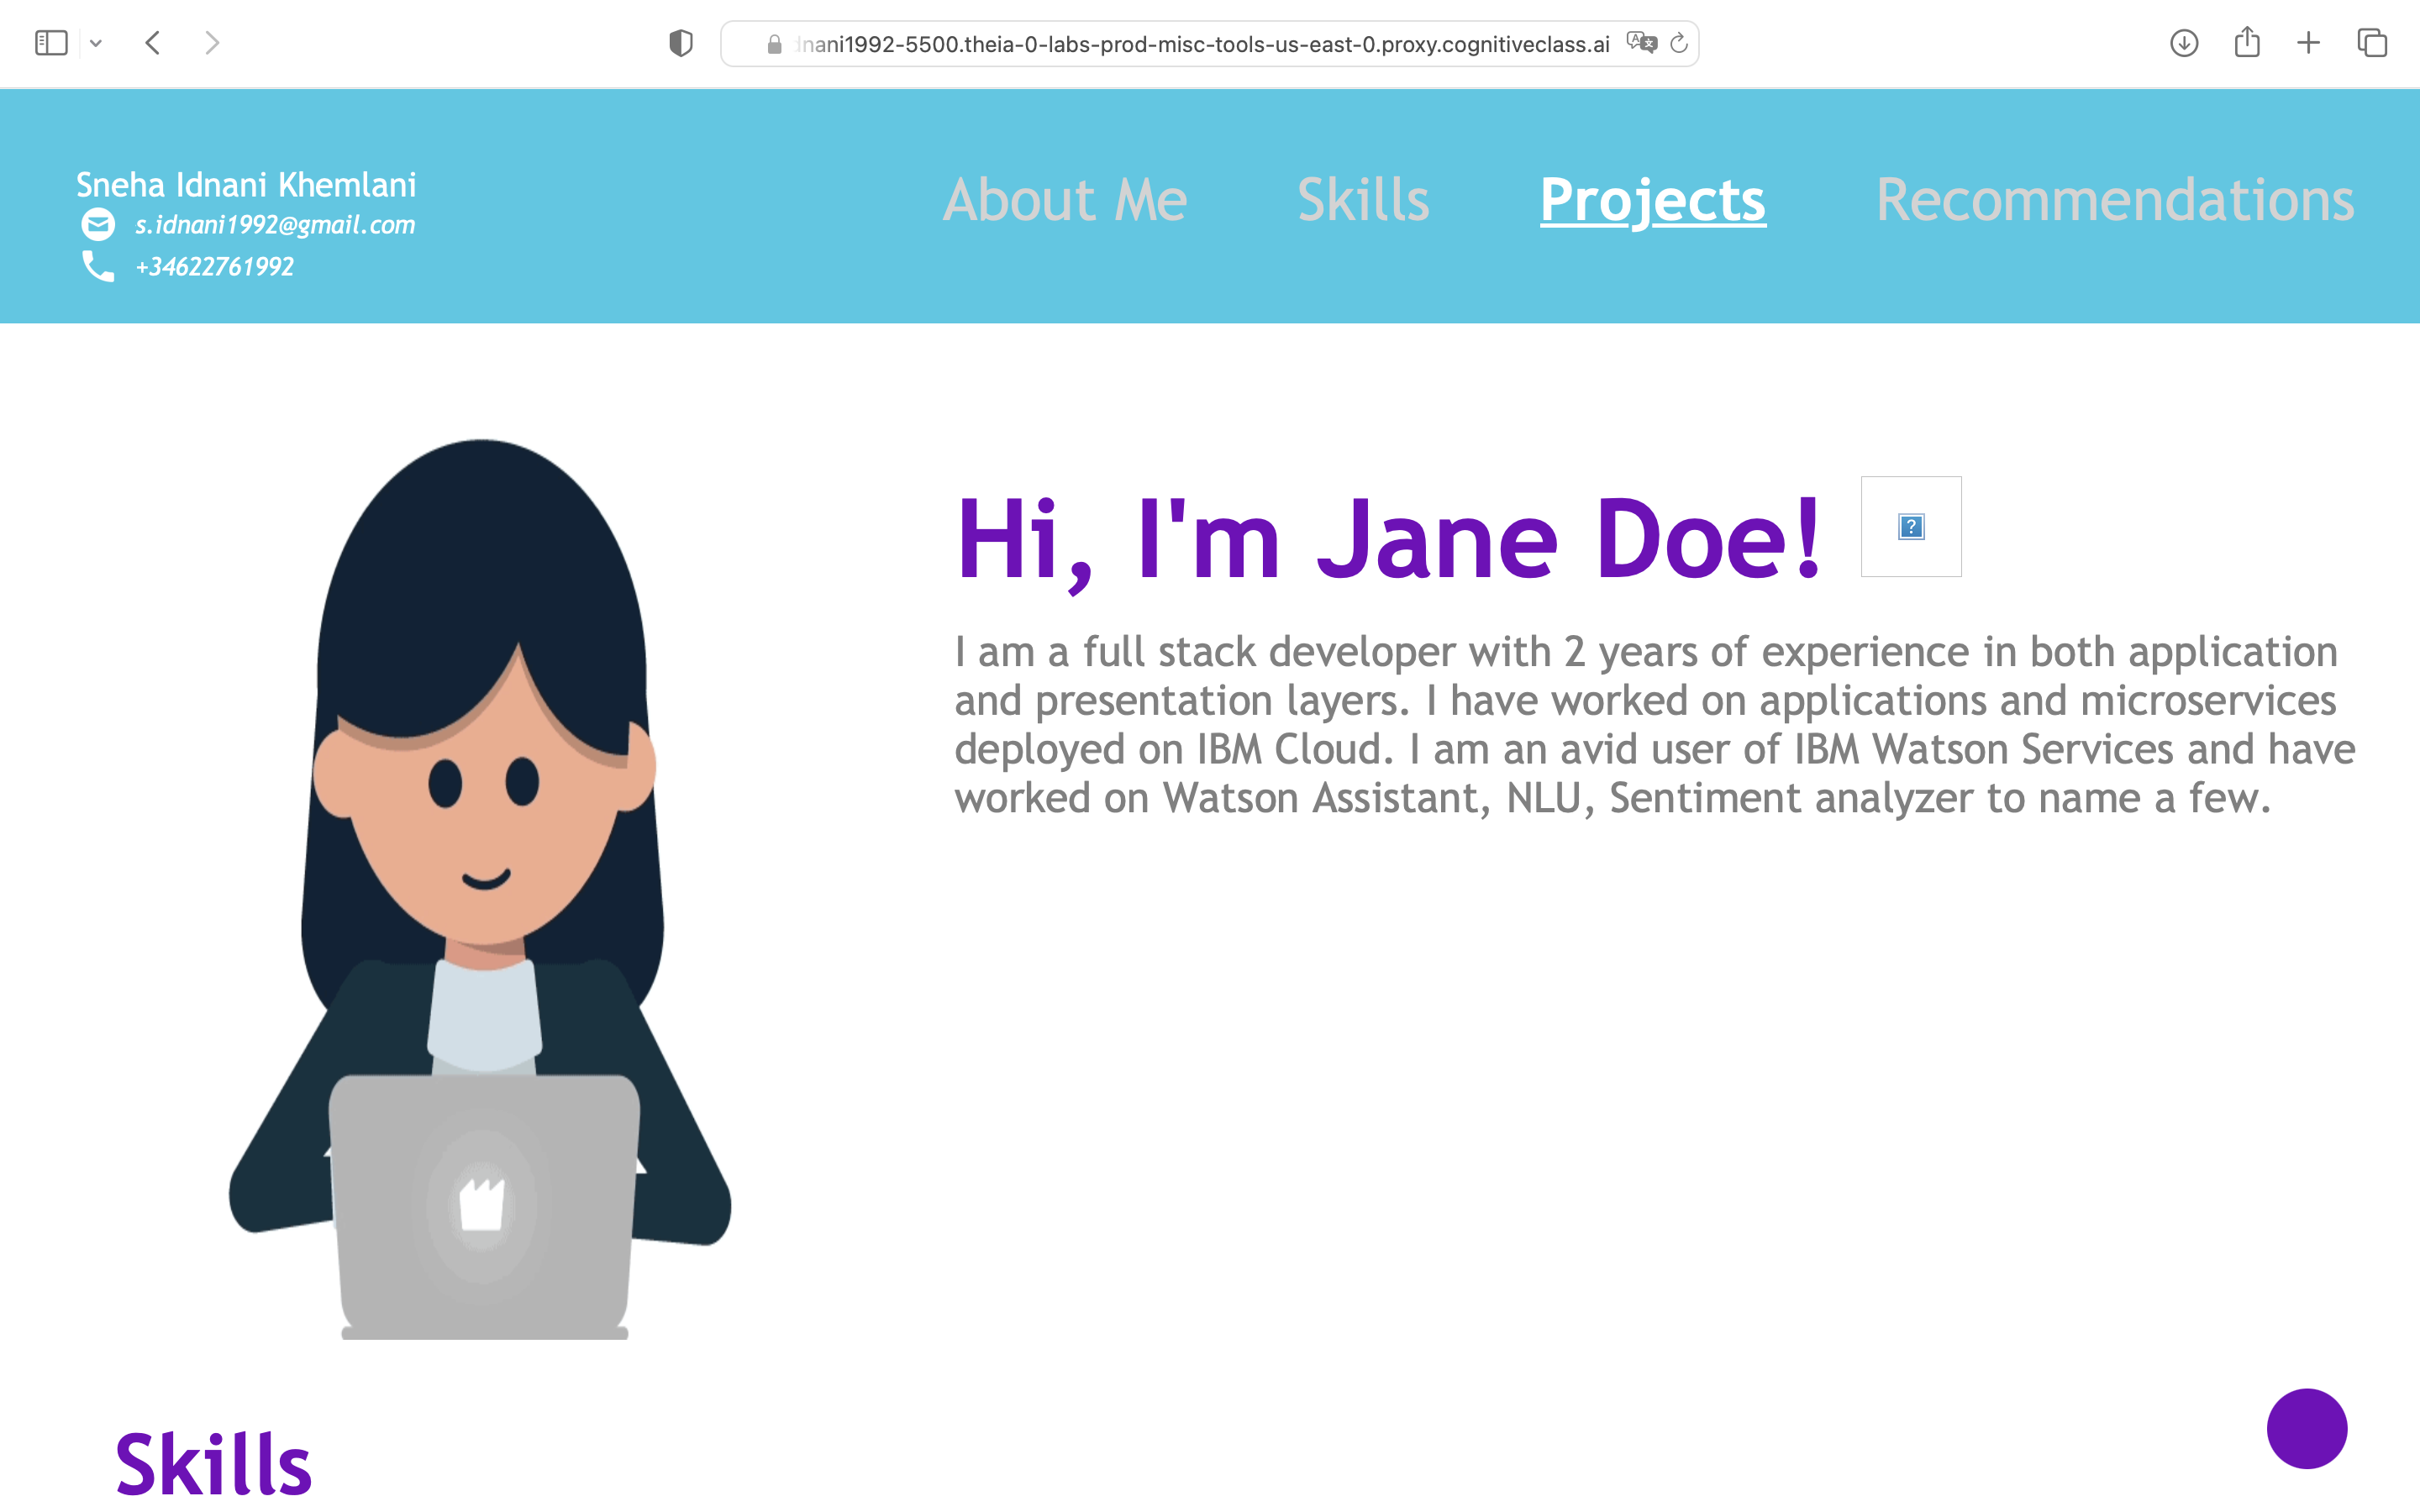 dnani1992-5500.theia-0-labs-prod-misc-tools-us-east-0.proxy.cognitiveclass.ai
Sneha Idnani Khemlani
s.idnani1992@gmail.com
+34622761992
About Me Skills Projects Recommendations
Hi, I'm Jane Doe!
I am a full stack developer with 2 years of experience in both application
and presentation layers. I have worked on applications and microservices
deployed on IBM Cloud. I am an avid user of IBM Watson Services and have
worked on Watson Assistant, NLU, Sentiment analyzer to name a few.
Skills